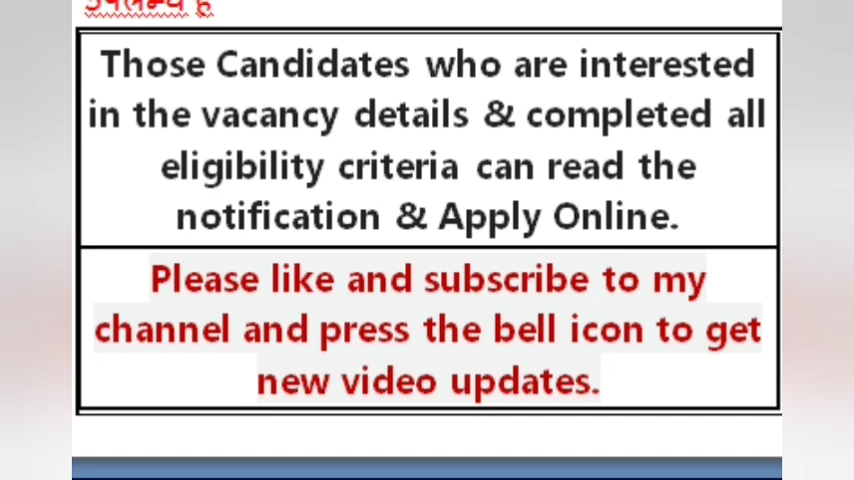 उपलब्ध है
Those Candidates who are interested
in the vacancy details & completed all
eligibility criteria can read the
notification & Apply Online.
Please like and subscribe to my
channel and press the bell icon to get
new video updates.